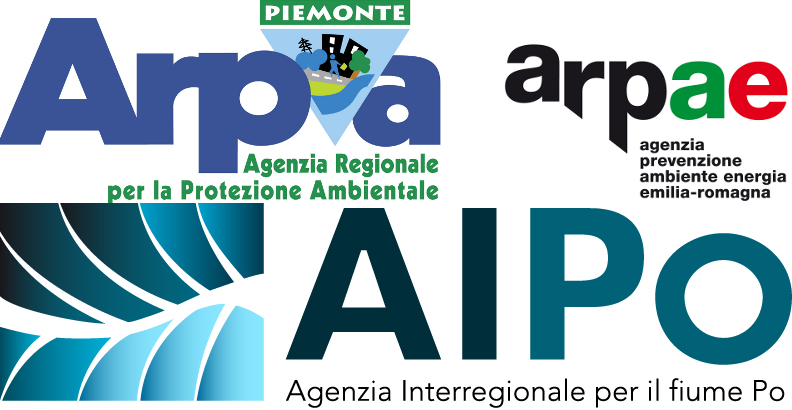 PIEMONTE
Arpa
Agenzia Regionale
per la Protezione Ambientale
arpae
agenzia
prevenzione
ambiente energia
emilia-romagna
AIPo
Agenzia Interregionale per il fiume Po